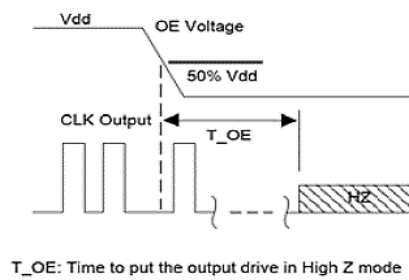 Vdd
OE Voltage
50% Vdd
CLK Output
T_OE
HZ
T_OE: Time to put the output drive in High Z mode